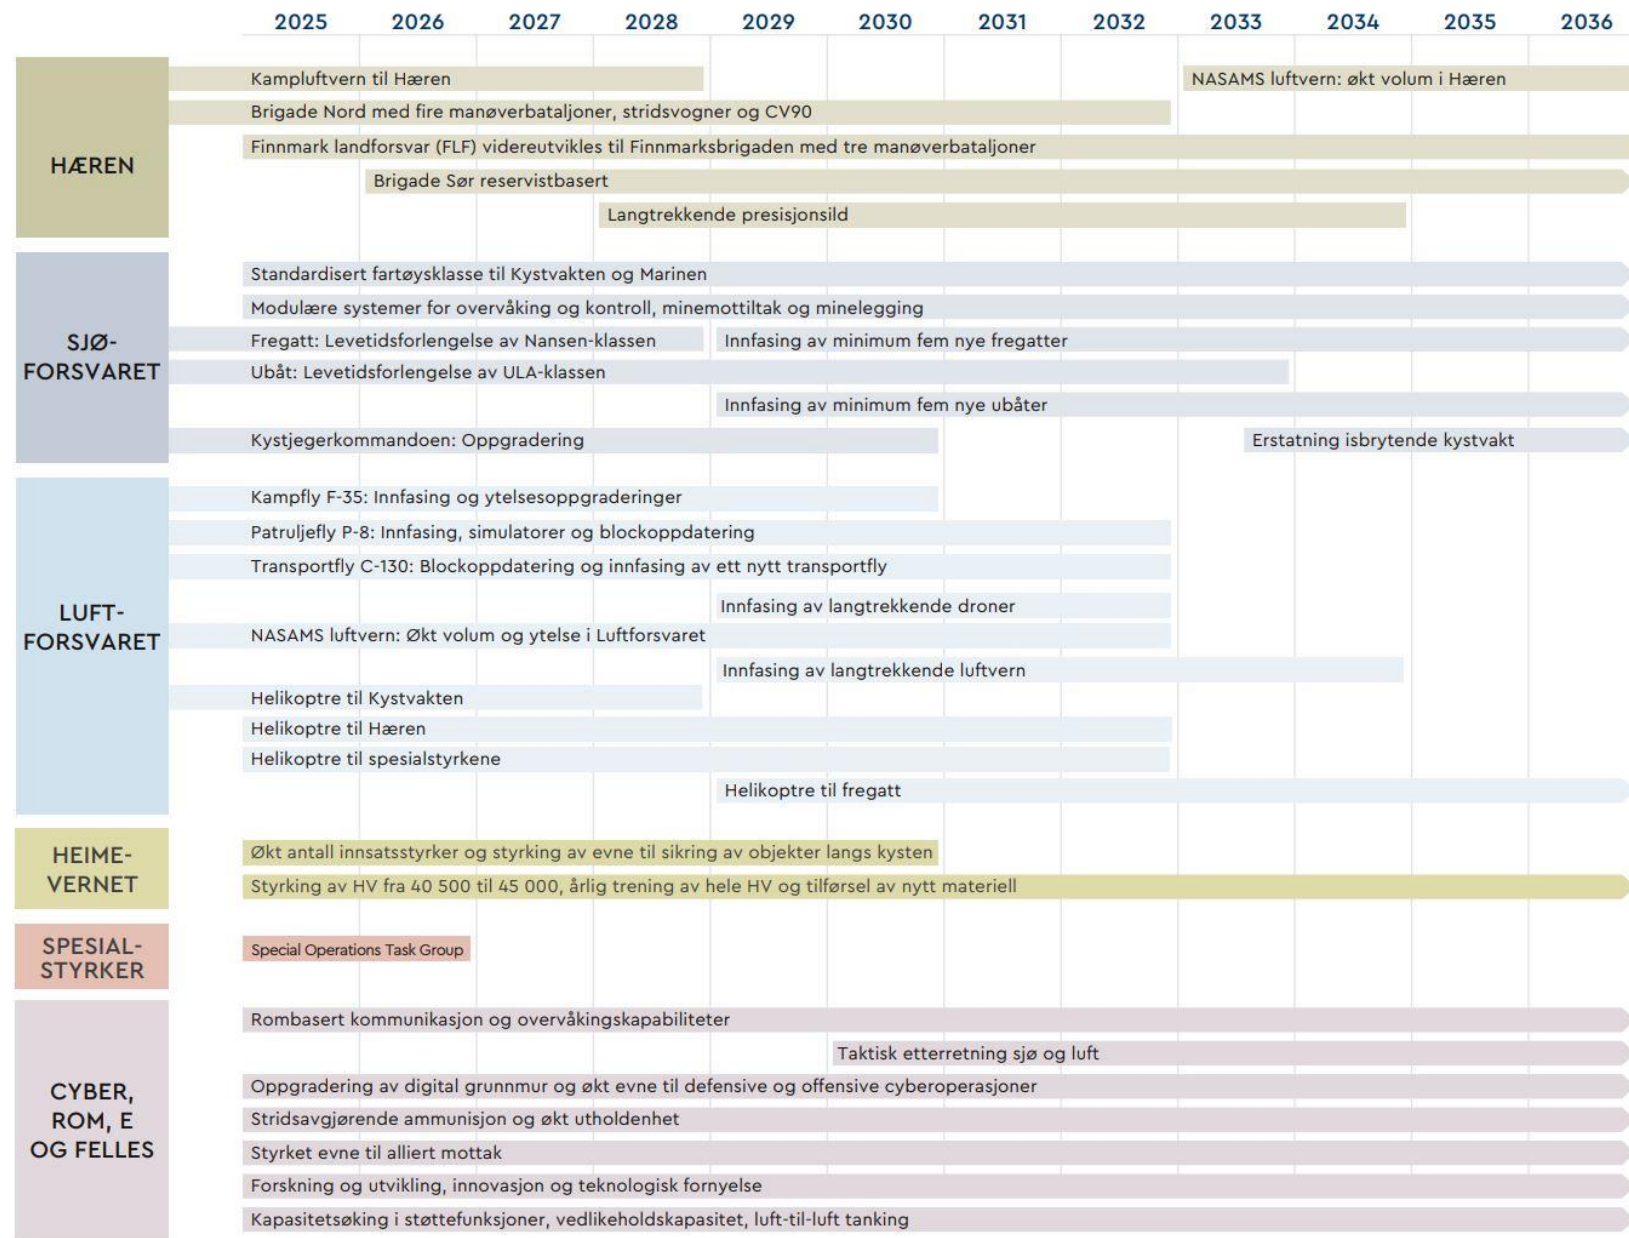 2025 2026 2027 2028 2029 2030 2031 2032 2033 2034 2035 2036
HÆREN
Kampluftvern til Hæren
NASAMS luftvern: økt volum i Hæren
Brigade Nord med fire manøverbataljoner, stridsvogner og CV90
Finnmark landforsvar (FLF) videreutvikles til Finnmarksbrigaden med tre manøverbataljoner
Brigade Sør reservistbasert
Langtrekkende presisjonsild
SJØ-
FORSVARET
Standardisert fartøysklasse til Kystvakten og Marinen
Modulære systemer for overvåking og kontroll, minemottiltak og minelegging
Fregatt: Levetidsforlengelse av Nansen-klassen
Innfasing av minimum fem nye fregatter
Ubåt: Levetidsforlengelse av ULA-klassen
Innfasing av minimum fem nye ubåter
Kystjegerkommandoen: Oppgradering
Erstatning isbrytende kystvakt
LUFT-
FORSVARET
Kampfly F-35: Innfasing og ytelsesoppgraderinger
Patruljefly P-8: Innfasing, simulatorer og blockoppdatering
Transportfly C-130: Blockoppdatering og innfasing av ett nytt transportfly
Innfasing av langtrekkende droner
NASAMS luftvern: Økt volum og ytelse i Luftforsvaret
Innfasing av langtrekkende luftvern
Helikoptre til Kystvakten
Helikoptre til Hæren
Helikoptre til spesialstyrkene
Helikoptre til fregatt
HEIME-
VERNET
Økt antall innsatsstyrker og styrking av evne til sikring av objekter langs kysten
Styrking av HV fra 40 500 til 45 000, årlig trening av hele HV og tilførsel av nytt materiell
SPESIAL-
STYRKER
Special Operations Task Group
CYBER,
ROM, E
OG FELLES
Rombasert kommunikasjon og overvåkingskapabiliteter
Taktisk etterretning sjø og luft
Oppgradering av digital grunnmur og økt evne til defensive og offensive cyberoperasjoner
Stridsavgjørende ammunisjon og økt utholdenhet
Styrket evne til alliert mottak
Forskning og utvikling, innovasjon og teknologisk fornyelse
Kapasitetsøking i støttefunksjoner, vedlikeholdskapasitet, luft-til-luft tanking